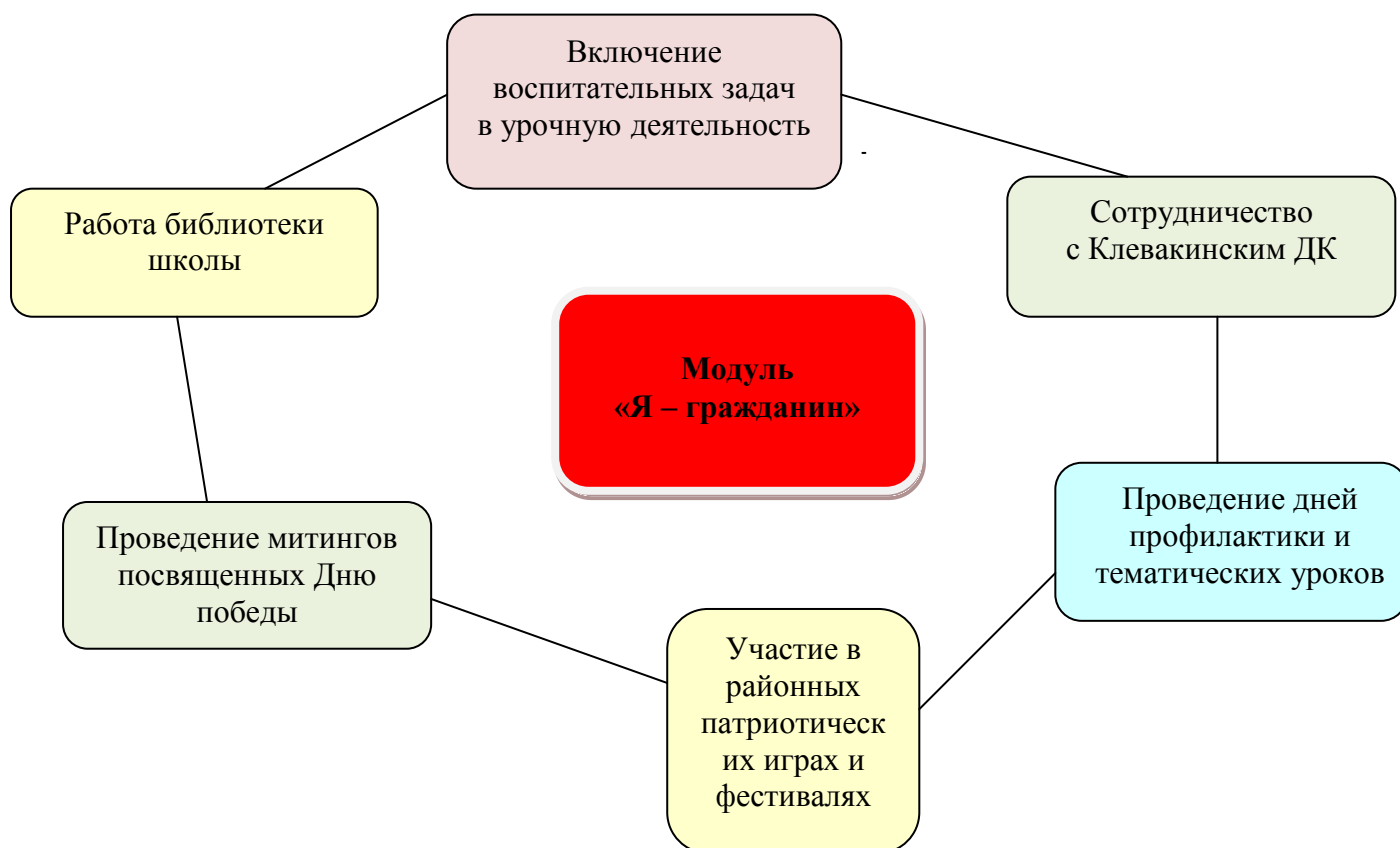 Включение
воспитательных задач
в урочную деятельность
-
Работа библиотеки
школы
Сотрудничество
с Клевакинским ДК
Модуль
«Я – гражданин»
Проведение митингов
посвященных Дню
победы
Проведение дней
профилактики и
тематических уроков
Участие в
районных
патриотическ
их играх и
фестивалях